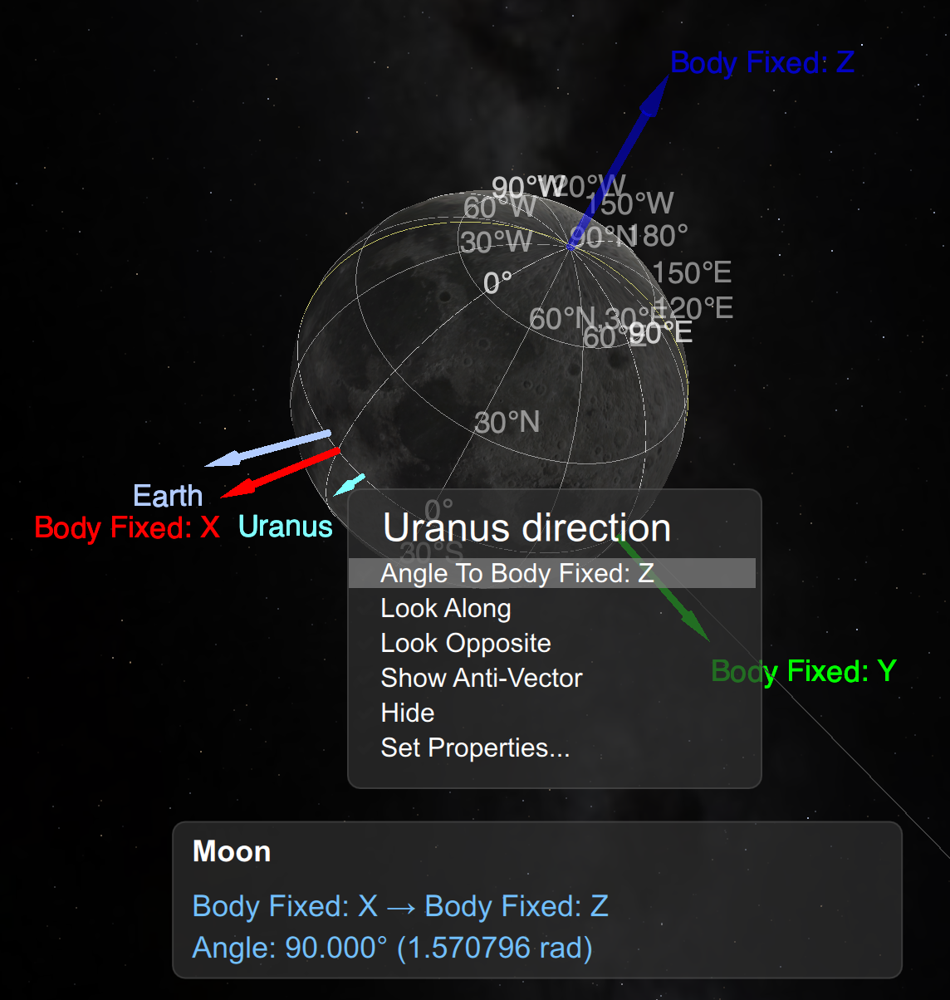 Body Fixed: Z
90°W
120°W
60°W
150°W
30°W
90°N
180°
0°
150°E
60°N,30°E
120°E
60°E
90°E
30°N
Earth
0°
Body Fixed: X
Uranus
Uranus direction
30°S
Angle To Body Fixed: Z
Look Along
Look Opposite
Show Anti-Vector
Body Fixed: Y
Hide
Set Properties...
Moon
Body Fixed: X → Body Fixed: Z
Angle: 90.000° (1.570796 rad)